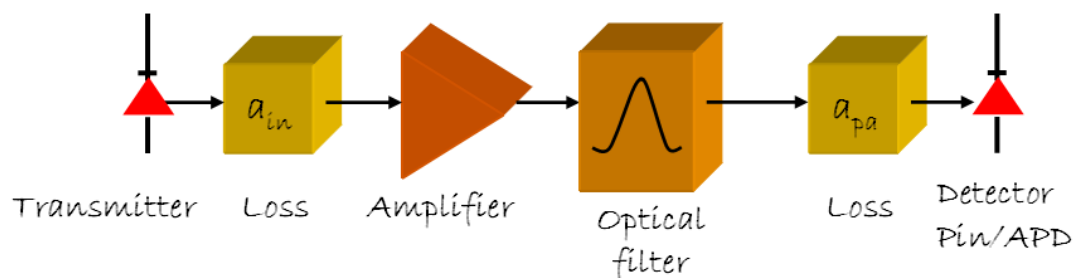 a_in
a_pa
Transmitter
Loss
Amplifier
Optical
filter
Loss
Detector
Pin/APD